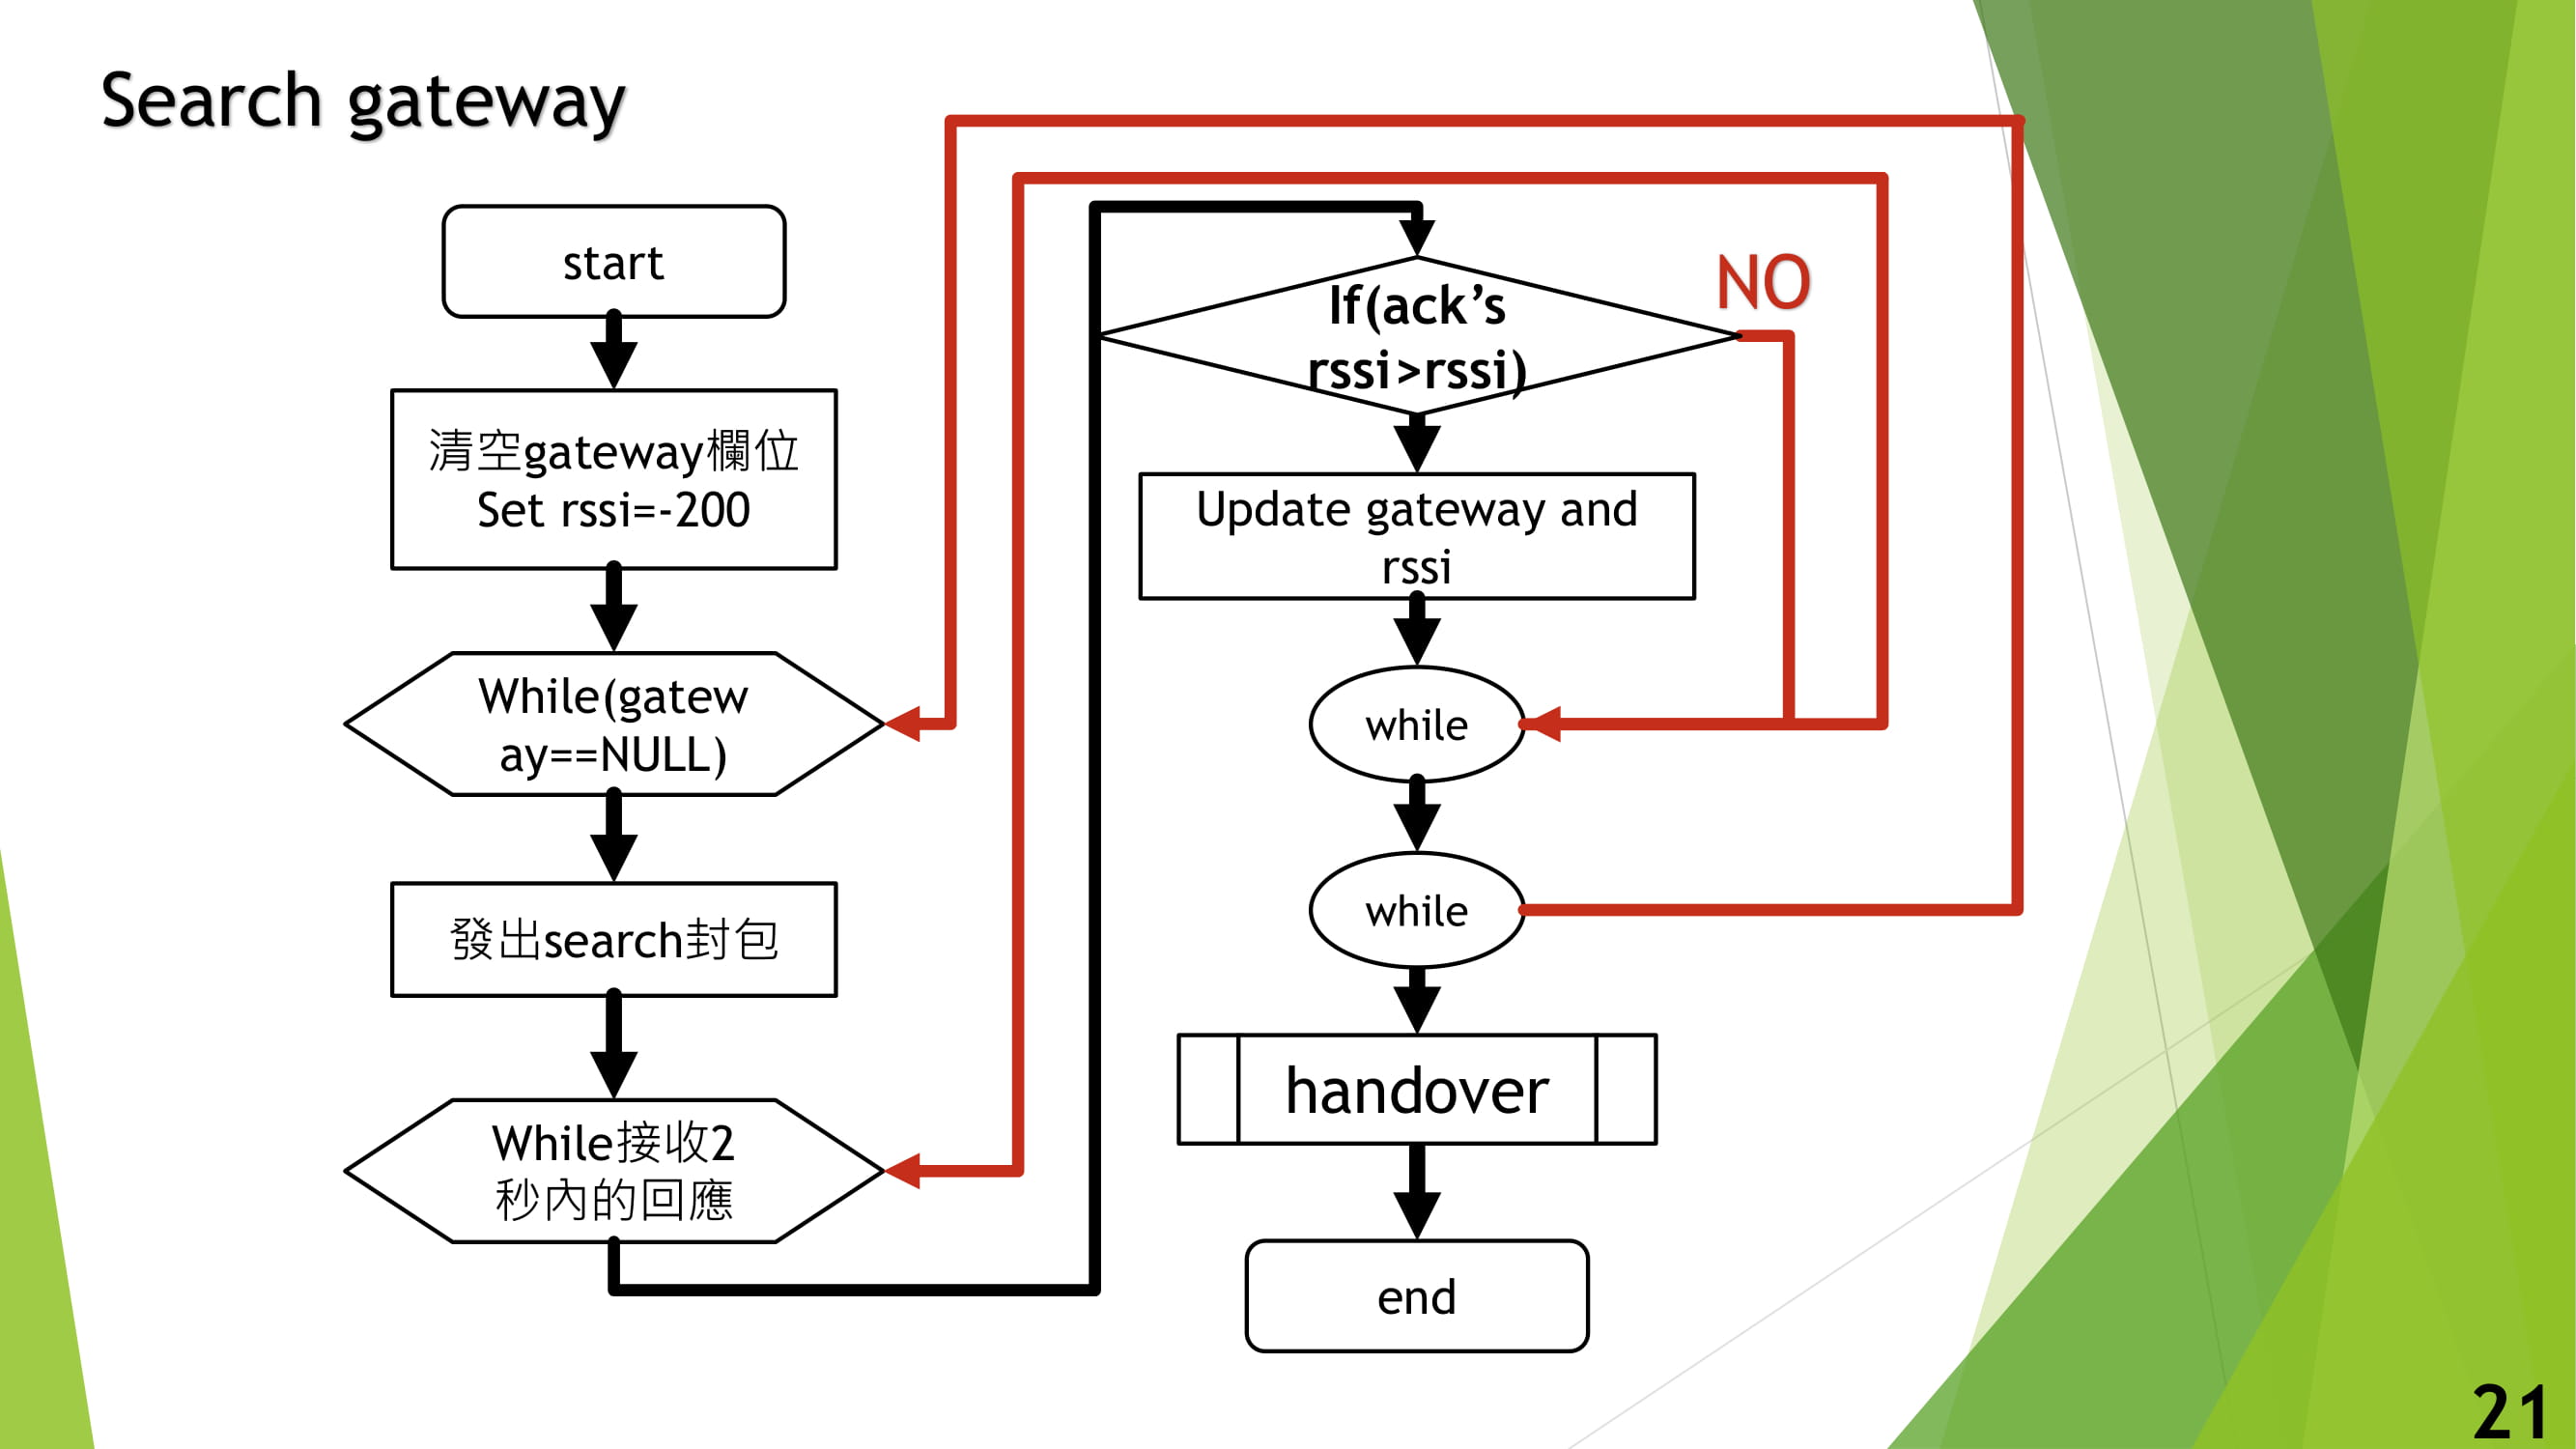 Search gateway
start
清空gateway欄位
Set rssi=-200
While(gatew
ay==NULL)
發出search封包
While接收2
秒內的回應
If(ack’s
rssi>rssi)
NO
Update gateway and
rssi
while
while
handover
end
21